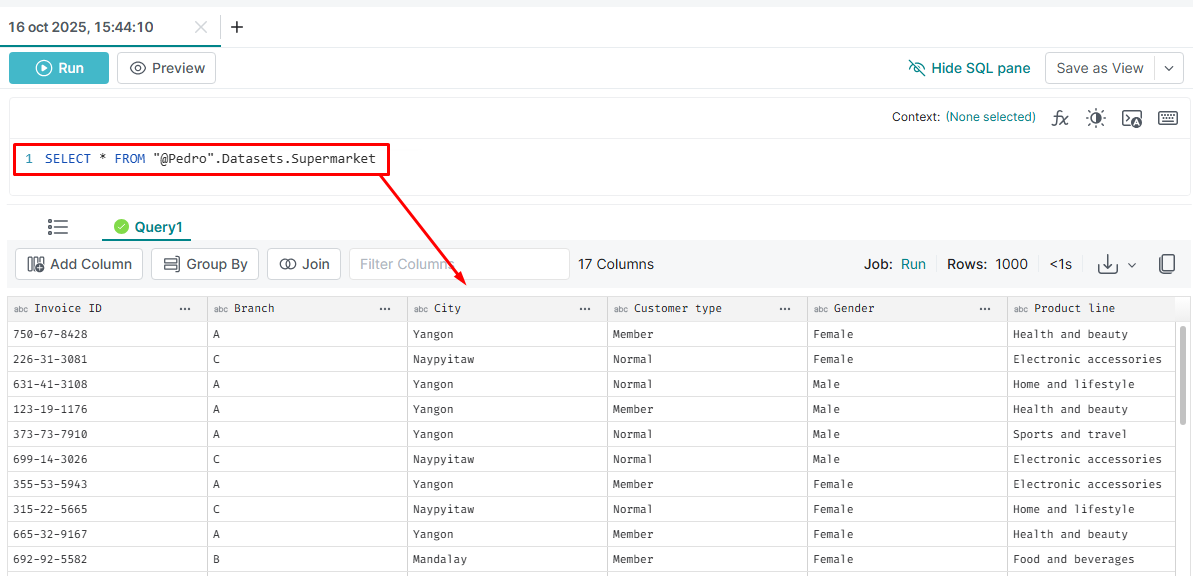 16 oct 2025, 15:44:10
Run Preview Hide SQL pane Save as View
Context: (None selected)
1 SELECT * FROM "@Pedro".Datasets.Supermarket
Query1
Add Column Group By Join Filter Columns 17 Columns Job: Run Rows: 1000 <1s
abc Invoice ID ... abc Branch ... abc City ... abc Customer type ... abc Gender ... abc Product line
750-67-8428 A Yangon Member Female Health and beauty
226-31-3081 C Naypyitaw Normal Female Electronic accessories
631-41-3108 A Yangon Normal Male Home and lifestyle
123-19-1176 A Yangon Member Male Health and beauty
373-73-7910 A Yangon Normal Male Sports and travel
699-14-3026 C Naypyitaw Normal Male Electronic accessories
355-53-5943 A Yangon Member Female Electronic accessories
315-22-5665 C Naypyitaw Normal Female Home and lifestyle
665-32-9167 A Yangon Member Female Health and beauty
692-92-5582 B Mandalay Member Female Food and beverages